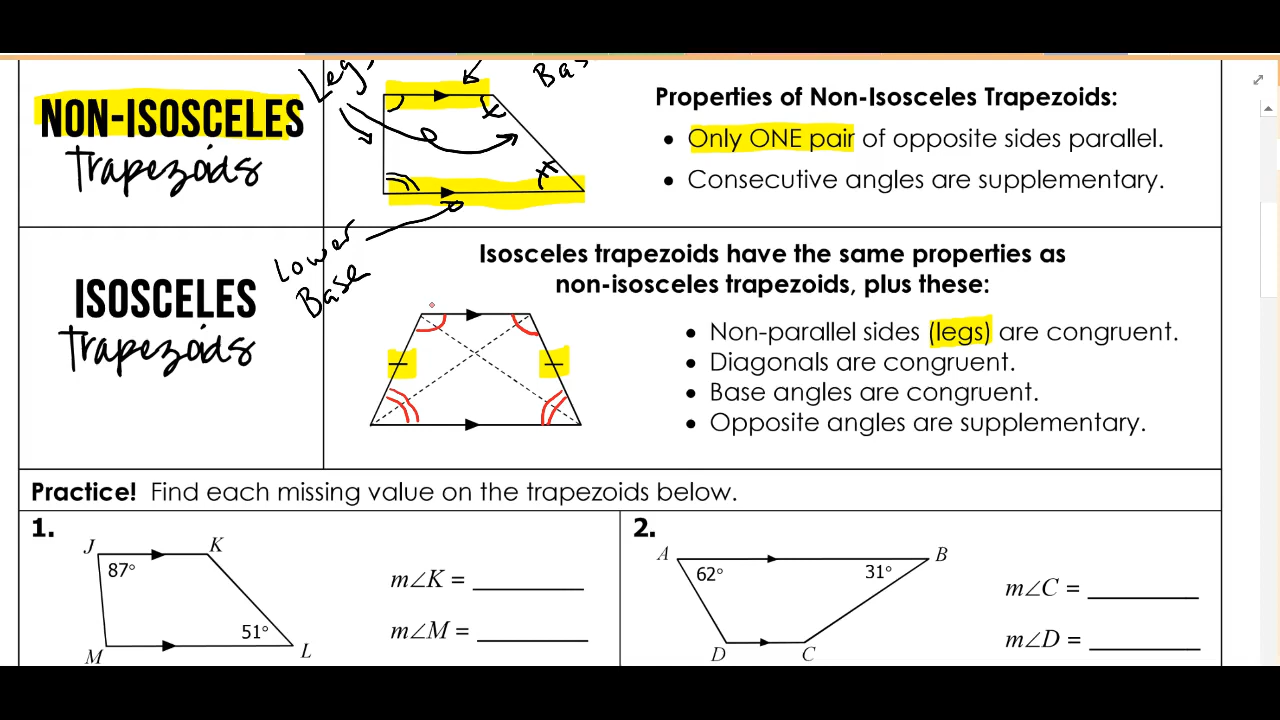 Leg
Bas
NON-ISOSCELES
Trapezoids
Properties of Non-Isosceles Trapezoids:
• Only ONE pair of opposite sides parallel.
• Consecutive angles are supplementary.
Lower
Base
ISOSCELES
Trapezoids
Isosceles trapezoids have the same properties as
non-isosceles trapezoids, plus these:
• Non-parallel sides (legs) are congruent.
• Diagonals are congruent.
• Base angles are congruent.
• Opposite angles are supplementary.
Practice! Find each missing value on the trapezoids below.
1.
J
K
87°
51°
M
L
m∠K = ________
m∠M = ________
2.
A
B
62°
31°
D
C
m∠C = ________
m∠D = ________